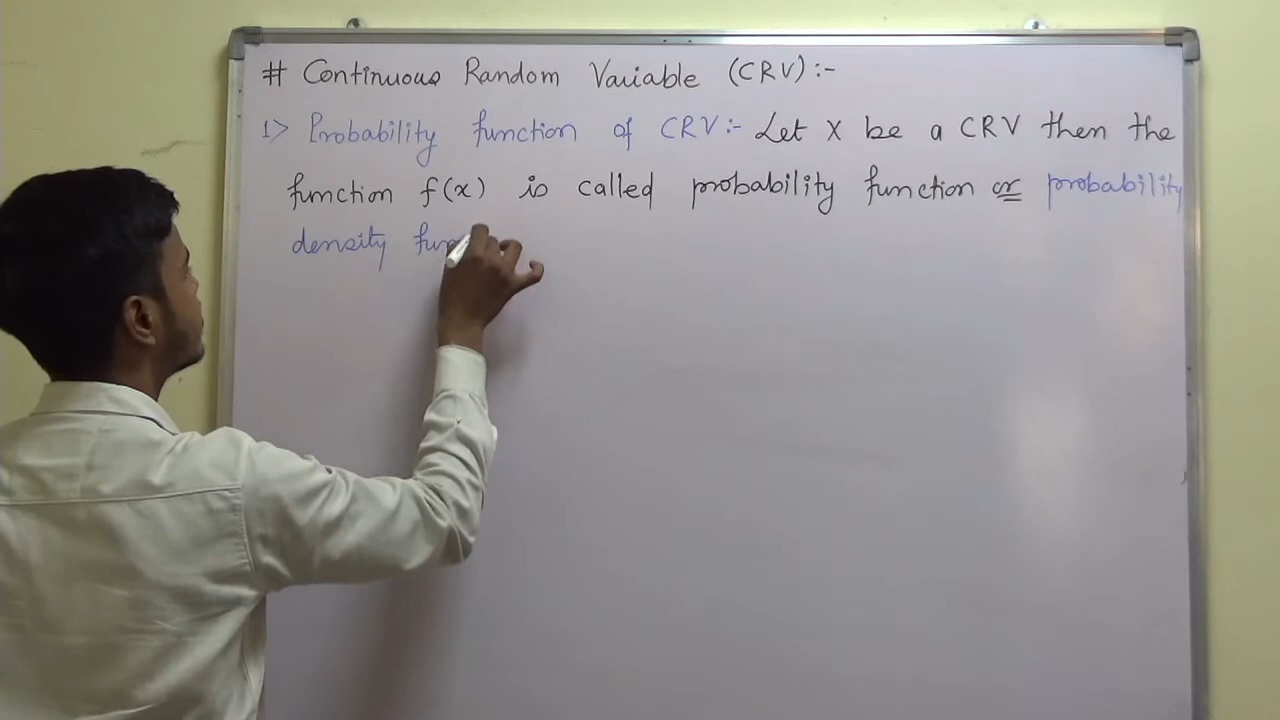 # Continuous Random Variable (CRV):-
1> Probability function of CRV:- Let X be a CRV then the
function f(x) is called probability function or probability
density fun